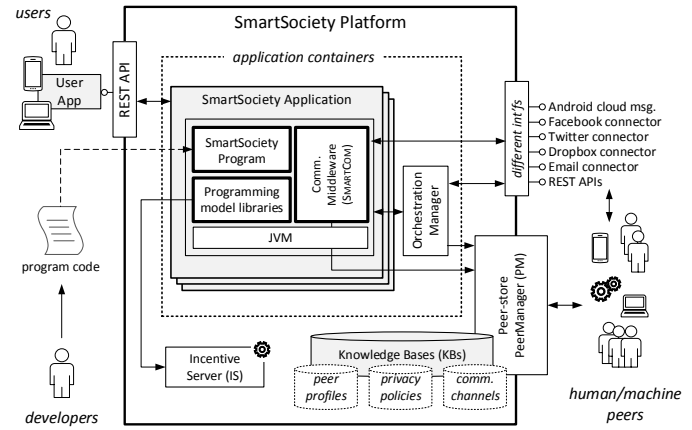 users
SmartSociety Platform
User
App
REST API
application containers
SmartSociety Application
SmartSociety
Program
Programming
model libraries
Comm.
Middleware
(SMARTCOM)
JVM
Orchestration
Manager
different int'fs
Android cloud msg.
Facebook connector
Twitter connector
Dropbox connector
Email connector
REST APIs
program code
Peer-store
PeerManager (PM)
Incentive
Server (IS)
Knowledge Bases (KBs)
peer
profiles
privacy
policies
comm.
channels
developers
human/machine
peers